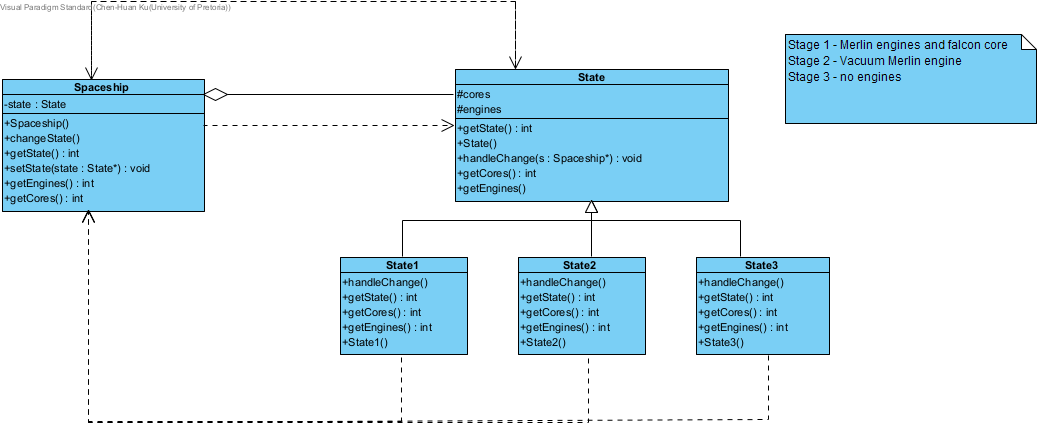 Visual Paradigm Standard(Chen-Huan Ku(University of Pretoria))
Spaceship
-state : State
+Spaceship()
+changeState()
+getState() : int
+setState(state : State*) : void
+getEngines() : int
+getCores() : int
State
#cores
#engines
+getState() : int
+State()
+handleChange(s : Spaceship*) : void
+getCores() : int
+getEngines()
Stage 1 - Merlin engines and falcon core
Stage 2 - Vacuum Merlin engine
Stage 3 - no engines
State1
+handleChange()
+getState() : int
+getCores() : int
+getEngines() : int
+State1()
State2
+handleChange()
+getState() : int
+getCores() : int
+getEngines() : int
+State2()
State3
+handleChange()
+getState() : int
+getCores() : int
+getEngines() : int
+State3()